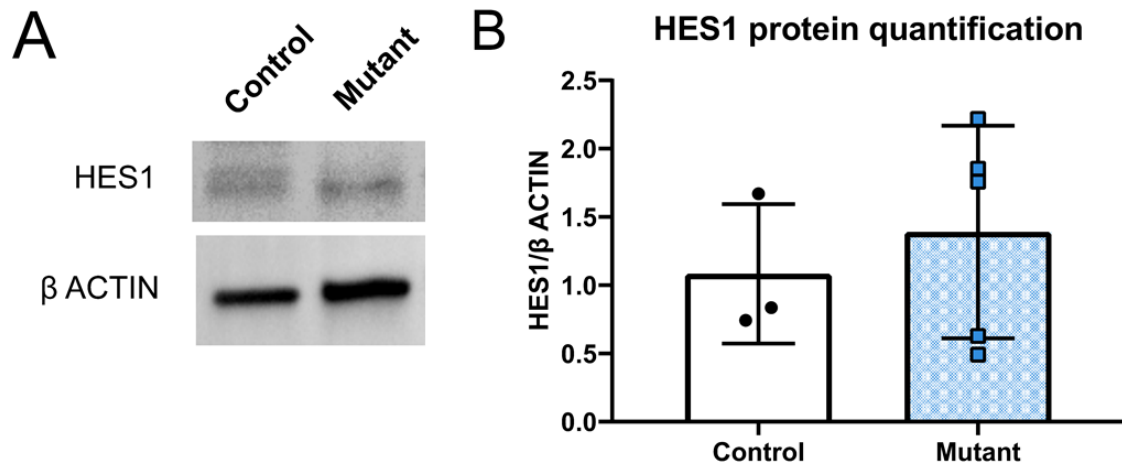 A
Control
Mutant
HES1
β ACTIN
B
HES1 protein quantification
HES1/β ACTIN
2.5
2.0
1.5
1.0
0.5
0.0
Control
Mutant